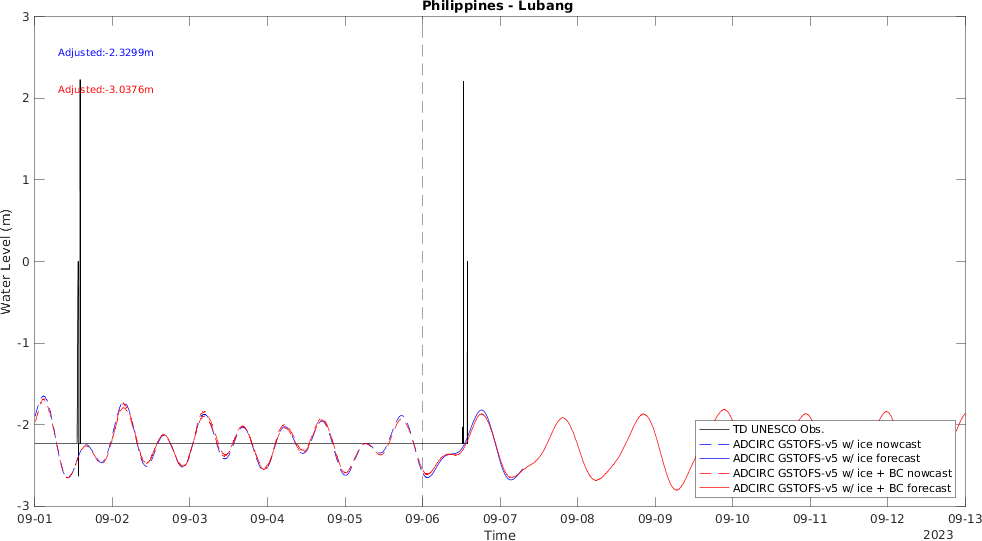 Philippines - Lubang
Adjusted:-2.3299m
Adjusted:-3.0376m
Water Level (m)
3
2
1
0
-1
-2
-3
TD UNESCO Obs.
ADCIRC GSTOFS-v5 w/ ice nowcast
ADCIRC GSTOFS-v5 w/ ice forecast
ADCIRC GSTOFS-v5 w/ ice + BC nowcast
ADCIRC GSTOFS-v5 w/ ice + BC forecast
09-01 09-02 09-03 09-04 09-05 09-06 09-07 09-08 09-09 09-10 09-11 09-12 09-13
Time
2023